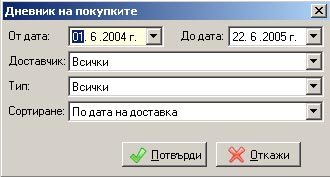 Дневник на покупките
От дата: 01. 6 .2004 г. До дата: 22. 6 .2005 г.
Доставчик: Всички
Тип: Всички
Сортиране: По дата на доставка
Потвърди Откажи